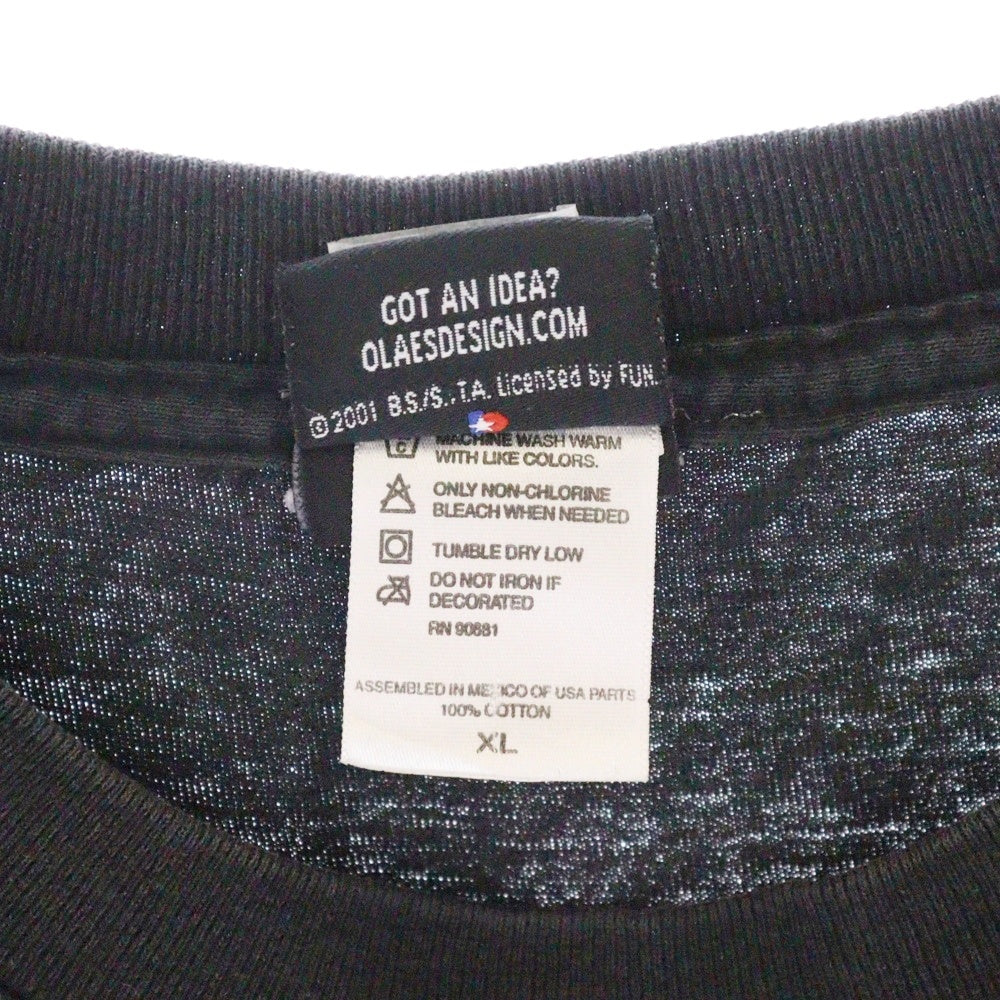 GOT AN IDEA?
OLAESDESIGN.COM
©2001 B.S./S.,T.A. Licensed by FUN.
MACHINE WASH WARM
WITH LIKE COLORS.
ONLY NON-CHLORINE
BLEACH WHEN NEEDED
TUMBLE DRY LOW
DO NOT IRON IF
DECORATED
RN 90881
ASSEMBLED IN MEXICO OF USA PARTS
100% COTTON
XL